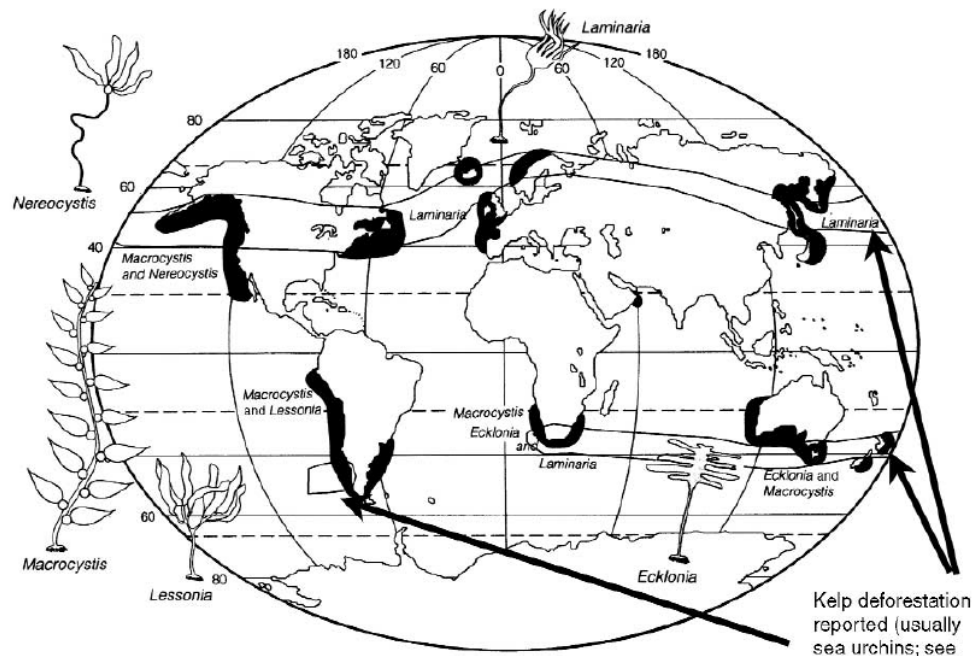 Laminaria
180
120
60
0
60
120
180
80
Nereocystis
60
Laminaria
Laminaria
40
Macrocystis
and Nereocystis
Macrocystis
and Lessonia
Macrocystis
Ecklonia
and
Laminaria
Ecklonia and
Macrocystis
60
Macrocystis
Lessonia
80
Ecklonia
Kelp deforestation
reported (usually
sea urchins; see